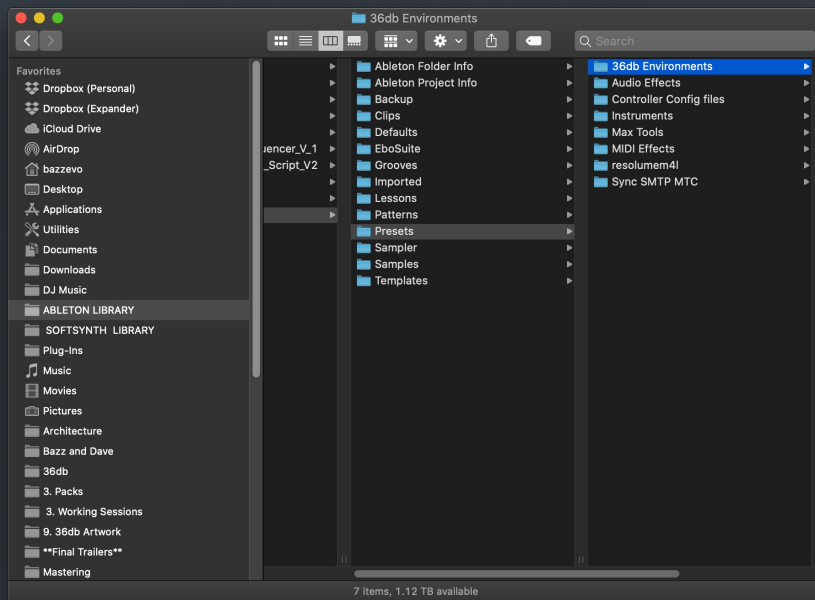 36db Environments
Search
Favorites
Dropbox (Personal)
Dropbox (Expander)
iCloud Drive
AirDrop
bazzevo
Desktop
Applications
Utilities
Documents
Downloads
DJ Music
ABLETON LIBRARY
SOFTSYNTH LIBRARY
Plug-Ins
Music
Movies
Pictures
Architecture
Bazz and Dave
36db
3. Packs
3. Working Sessions
9. 36db Artwork
**Final Trailers**
Mastering
uencer_V_1
_Script_V2
Ableton Folder Info
Ableton Project Info
Backup
Clips
Defaults
EboSuite
Grooves
Imported
Lessons
Patterns
Presets
Sampler
Samples
Templates
36db Environments
Audio Effects
Controller Config files
Instruments
Max Tools
MIDI Effects
resolumem4l
Sync SMTP MTC
7 items, 1.12 TB available